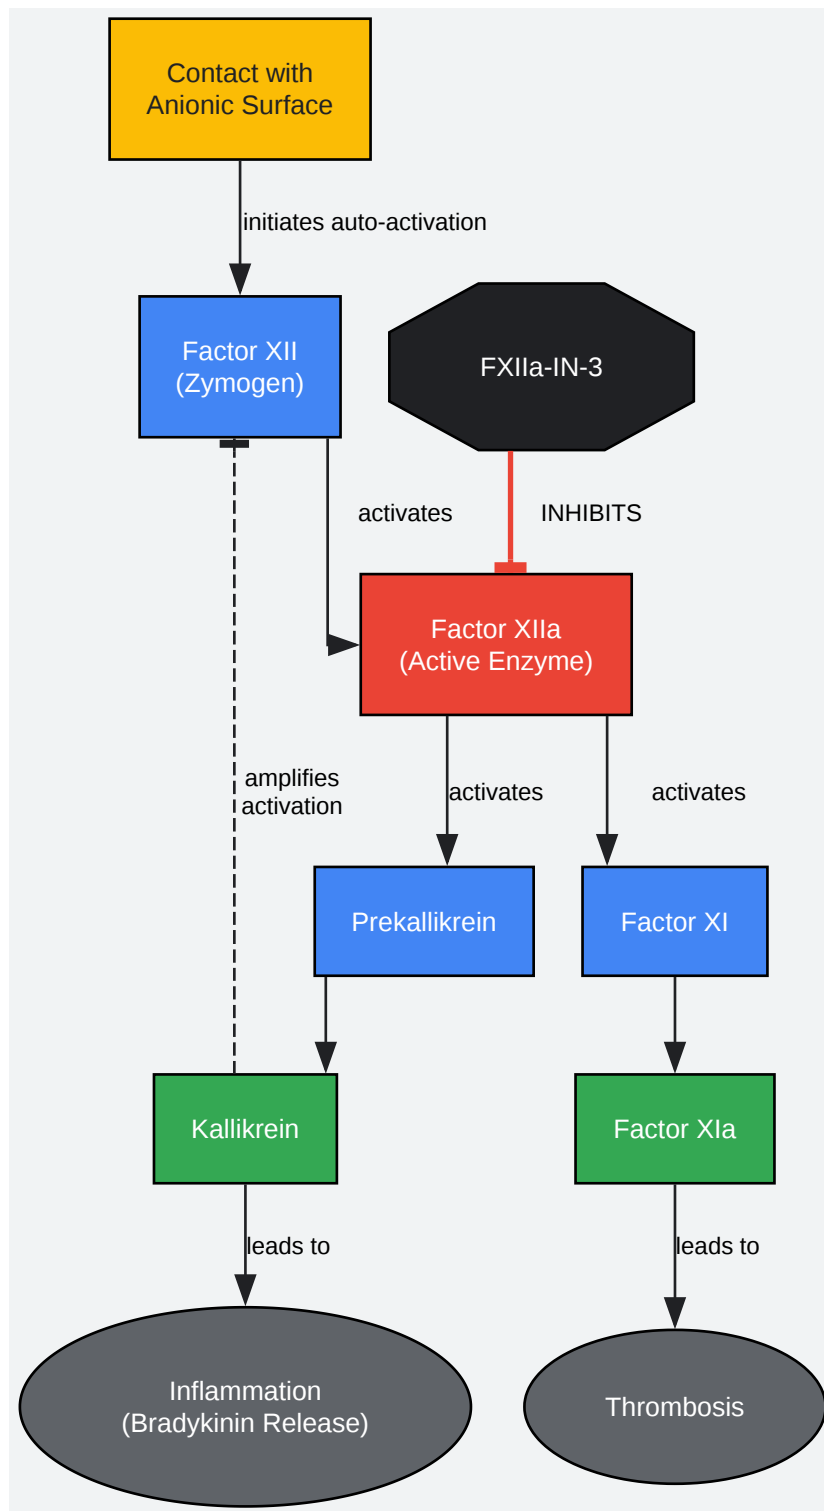 Contact with
Anionic Surface
initiates auto-activation
Factor XII
(Zymogen)
FXIIa-IN-3
activates
INHIBITS
Factor XIIa
(Active Enzyme)
amplifies
activation
activates
activates
Prekallikrein
Factor XI
Kallikrein
Factor XIa
leads to
leads to
Inflammation
(Bradykinin Release)
Thrombosis